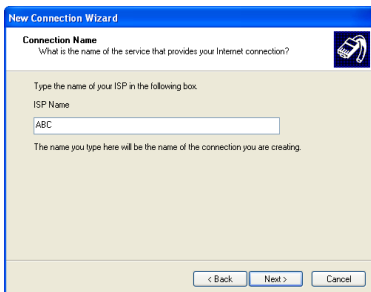 New Connection Wizard
Connection Name
What is the name of the service that provides your Internet connection?
Type the name of your ISP in the following box.
ISP Name
ABC
The name you type here will be the name of the connection you are creating.
< Back
Next >
Cancel